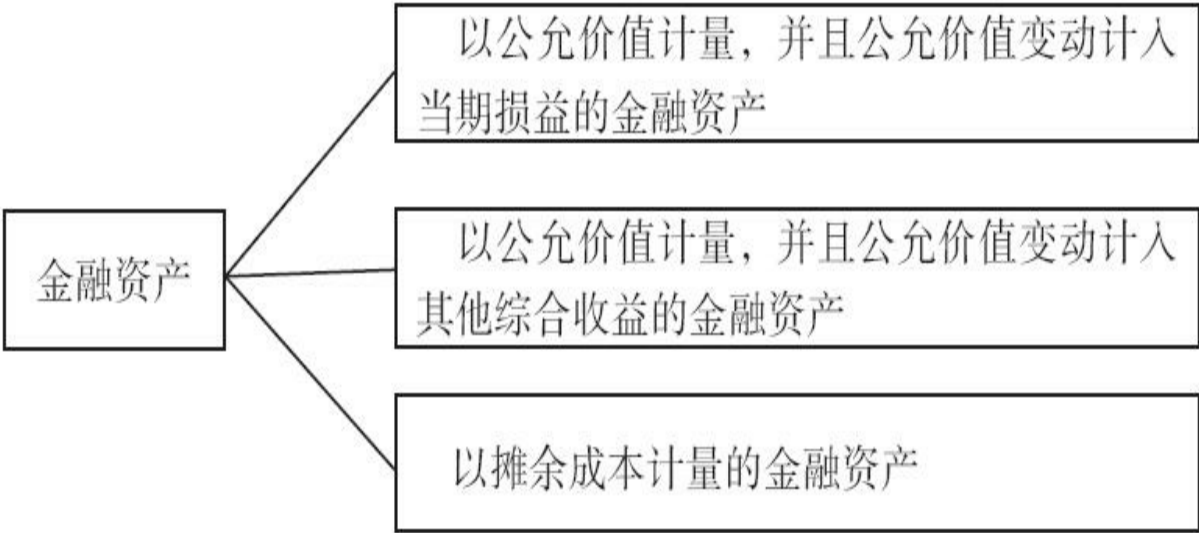 以公允价值计量，并且公允价值变动计入
当期损益的金融资产
金融资产
以公允价值计量，并且公允价值变动计入
其他综合收益的金融资产
以摊余成本计量的金融资产